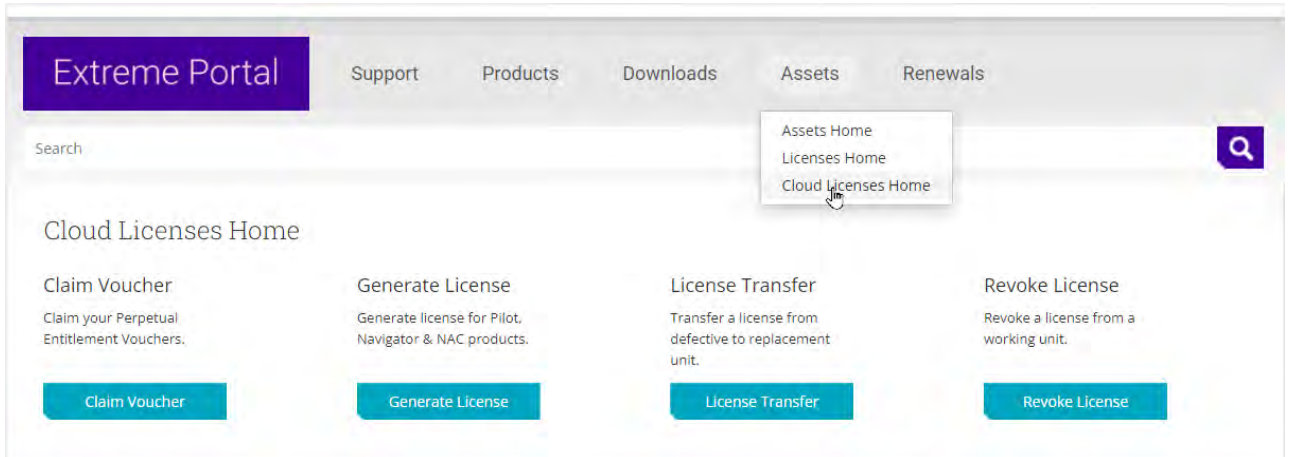 Extreme Portal
Support
Products
Downloads
Assets
Renewals
Assets Home
Licenses Home
Cloud Licenses Home
Search
Cloud Licenses Home
Claim Voucher
Claim your Perpetual
Entitlement Vouchers.
Claim Voucher
Generate License
Generate license for Pilot,
Navigator & NAC products.
Generate License
License Transfer
Transfer a license from
defective to replacement
unit.
License Transfer
Revoke License
Revoke a license from a
working unit.
Revoke License